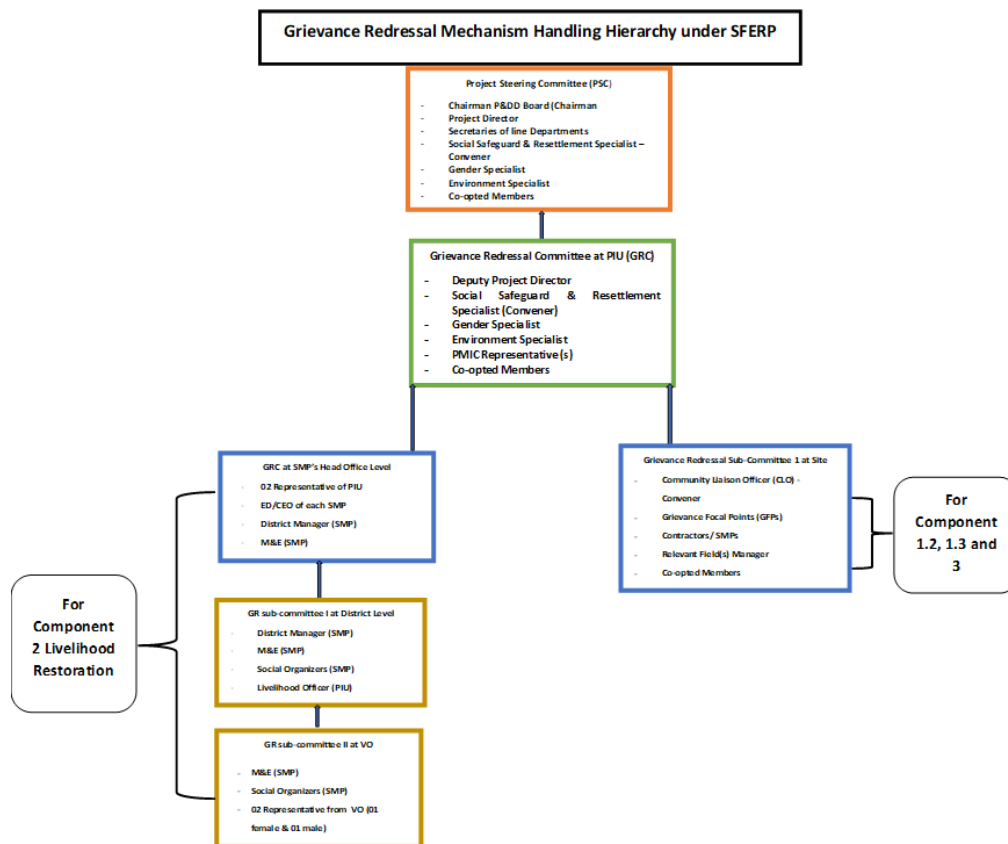 Grievance Redressal Mechanism Handling Hierarchy under SFERP
Project Steering Committee (PSC)
- Chairman P&DD Board (Chairman
- Project Director
- Secretaries of line Departments
- Social Safeguard & Resettlement Specialist –
Convener
- Gender Specialist
- Environment Specialist
- Co-opted Members
Grievance Redressal Committee at PIU (GRC)
- Deputy Project Director
- Social Safeguard & Resettlement
Specialist (Convener)
- Gender Specialist
- Environment Specialist
- PMIC Representative(s)
- Co-opted Members
GRC at SMP's Head Office Level
- 02 Representative of PIU
- ED/CEO of each SMP
- District Manager (SMP)
- M&E (SMP)
Grievance Redressal Sub-Committee 1 at Site
- Community Liaison Officer (CLO) -
Convener
- Grievance Focal Points (GFPs)
- Contractors/ SMPs
- Relevant Field(s) Manager
- Co-opted Members
For
Component
1.2, 1.3 and
3
For
Component
2 Livelihood
Restoration
GR sub-committee I at District Level
- District Manager (SMP)
- M&E (SMP)
- Social Organizers (SMP)
- Livelihood Officer (PIU)
GR sub-committee II at VO
- M&E (SMP)
- Social Organizers (SMP)
- 02 Representative from VO (01
female & 01 male)